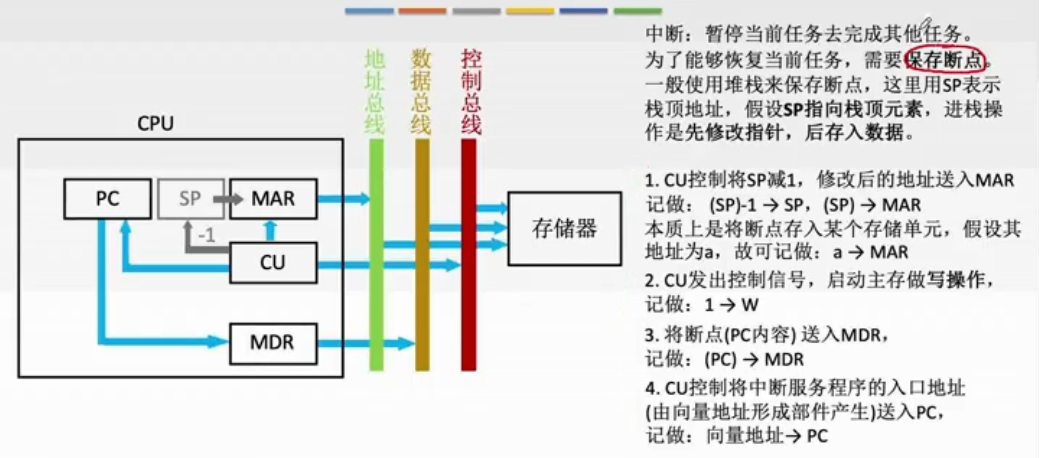 地址总线
数据总线
控制总线
CPU
PC
SP
MAR
-1
CU
MDR
存储器
中断：暂停当前任务去完成其他任务。
为了能够恢复当前任务，需要保存断点。
一般使用堆栈来保存断点，这里用SP表示
栈顶地址，假设SP指向栈顶元素，进栈操
作是先修改指针，后存入数据。
1. CU控制将SP减1，修改后的地址送入MAR
记做： (SP)-1 → SP，(SP) → MAR
本质上是将断点存入某个存储单元，假设其
地址为a，故可记做：a → MAR
2. CU发出控制信号，启动主存做写操作，
记做：1 → W
3. 将断点(PC内容) 送入MDR，
记做：(PC) → MDR
4. CU控制将中断服务程序的入口地址
(由向量地址形成部件产生)送入PC，
记做：向量地址→ PC